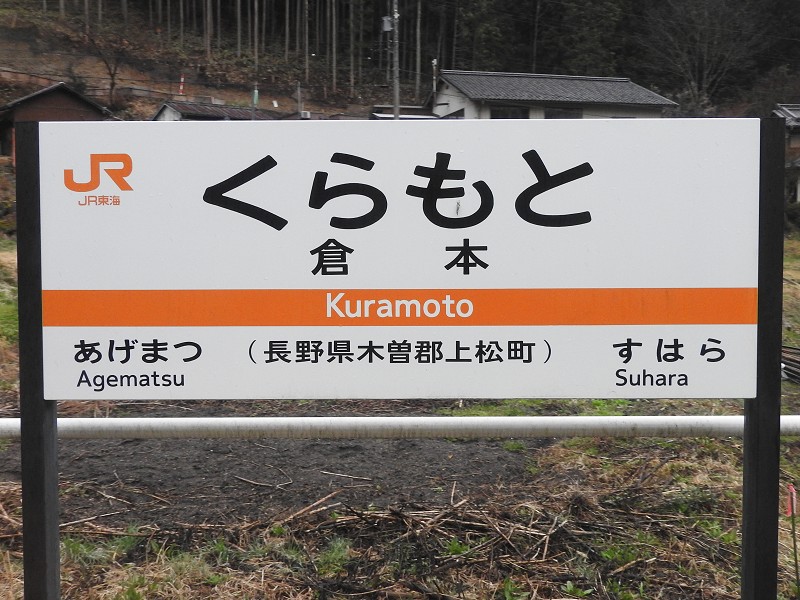 JR
JR東海
くらもと
倉本
Kuramoto
あげまつ (長野県木曽郡上松町) すはら
Agematsu Suhara